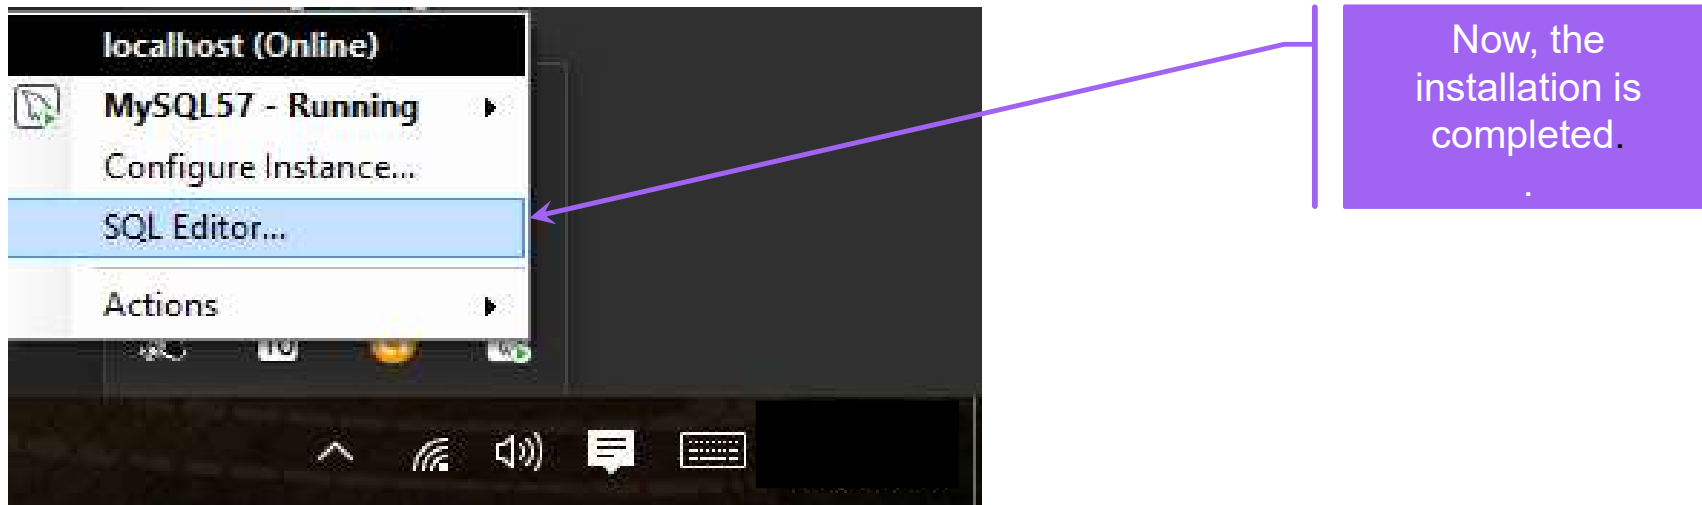 localhost (Online)
MySQL57 - Running
Configure Instance...
SQL Editor...
Actions
Now, the
installation is
completed.
.